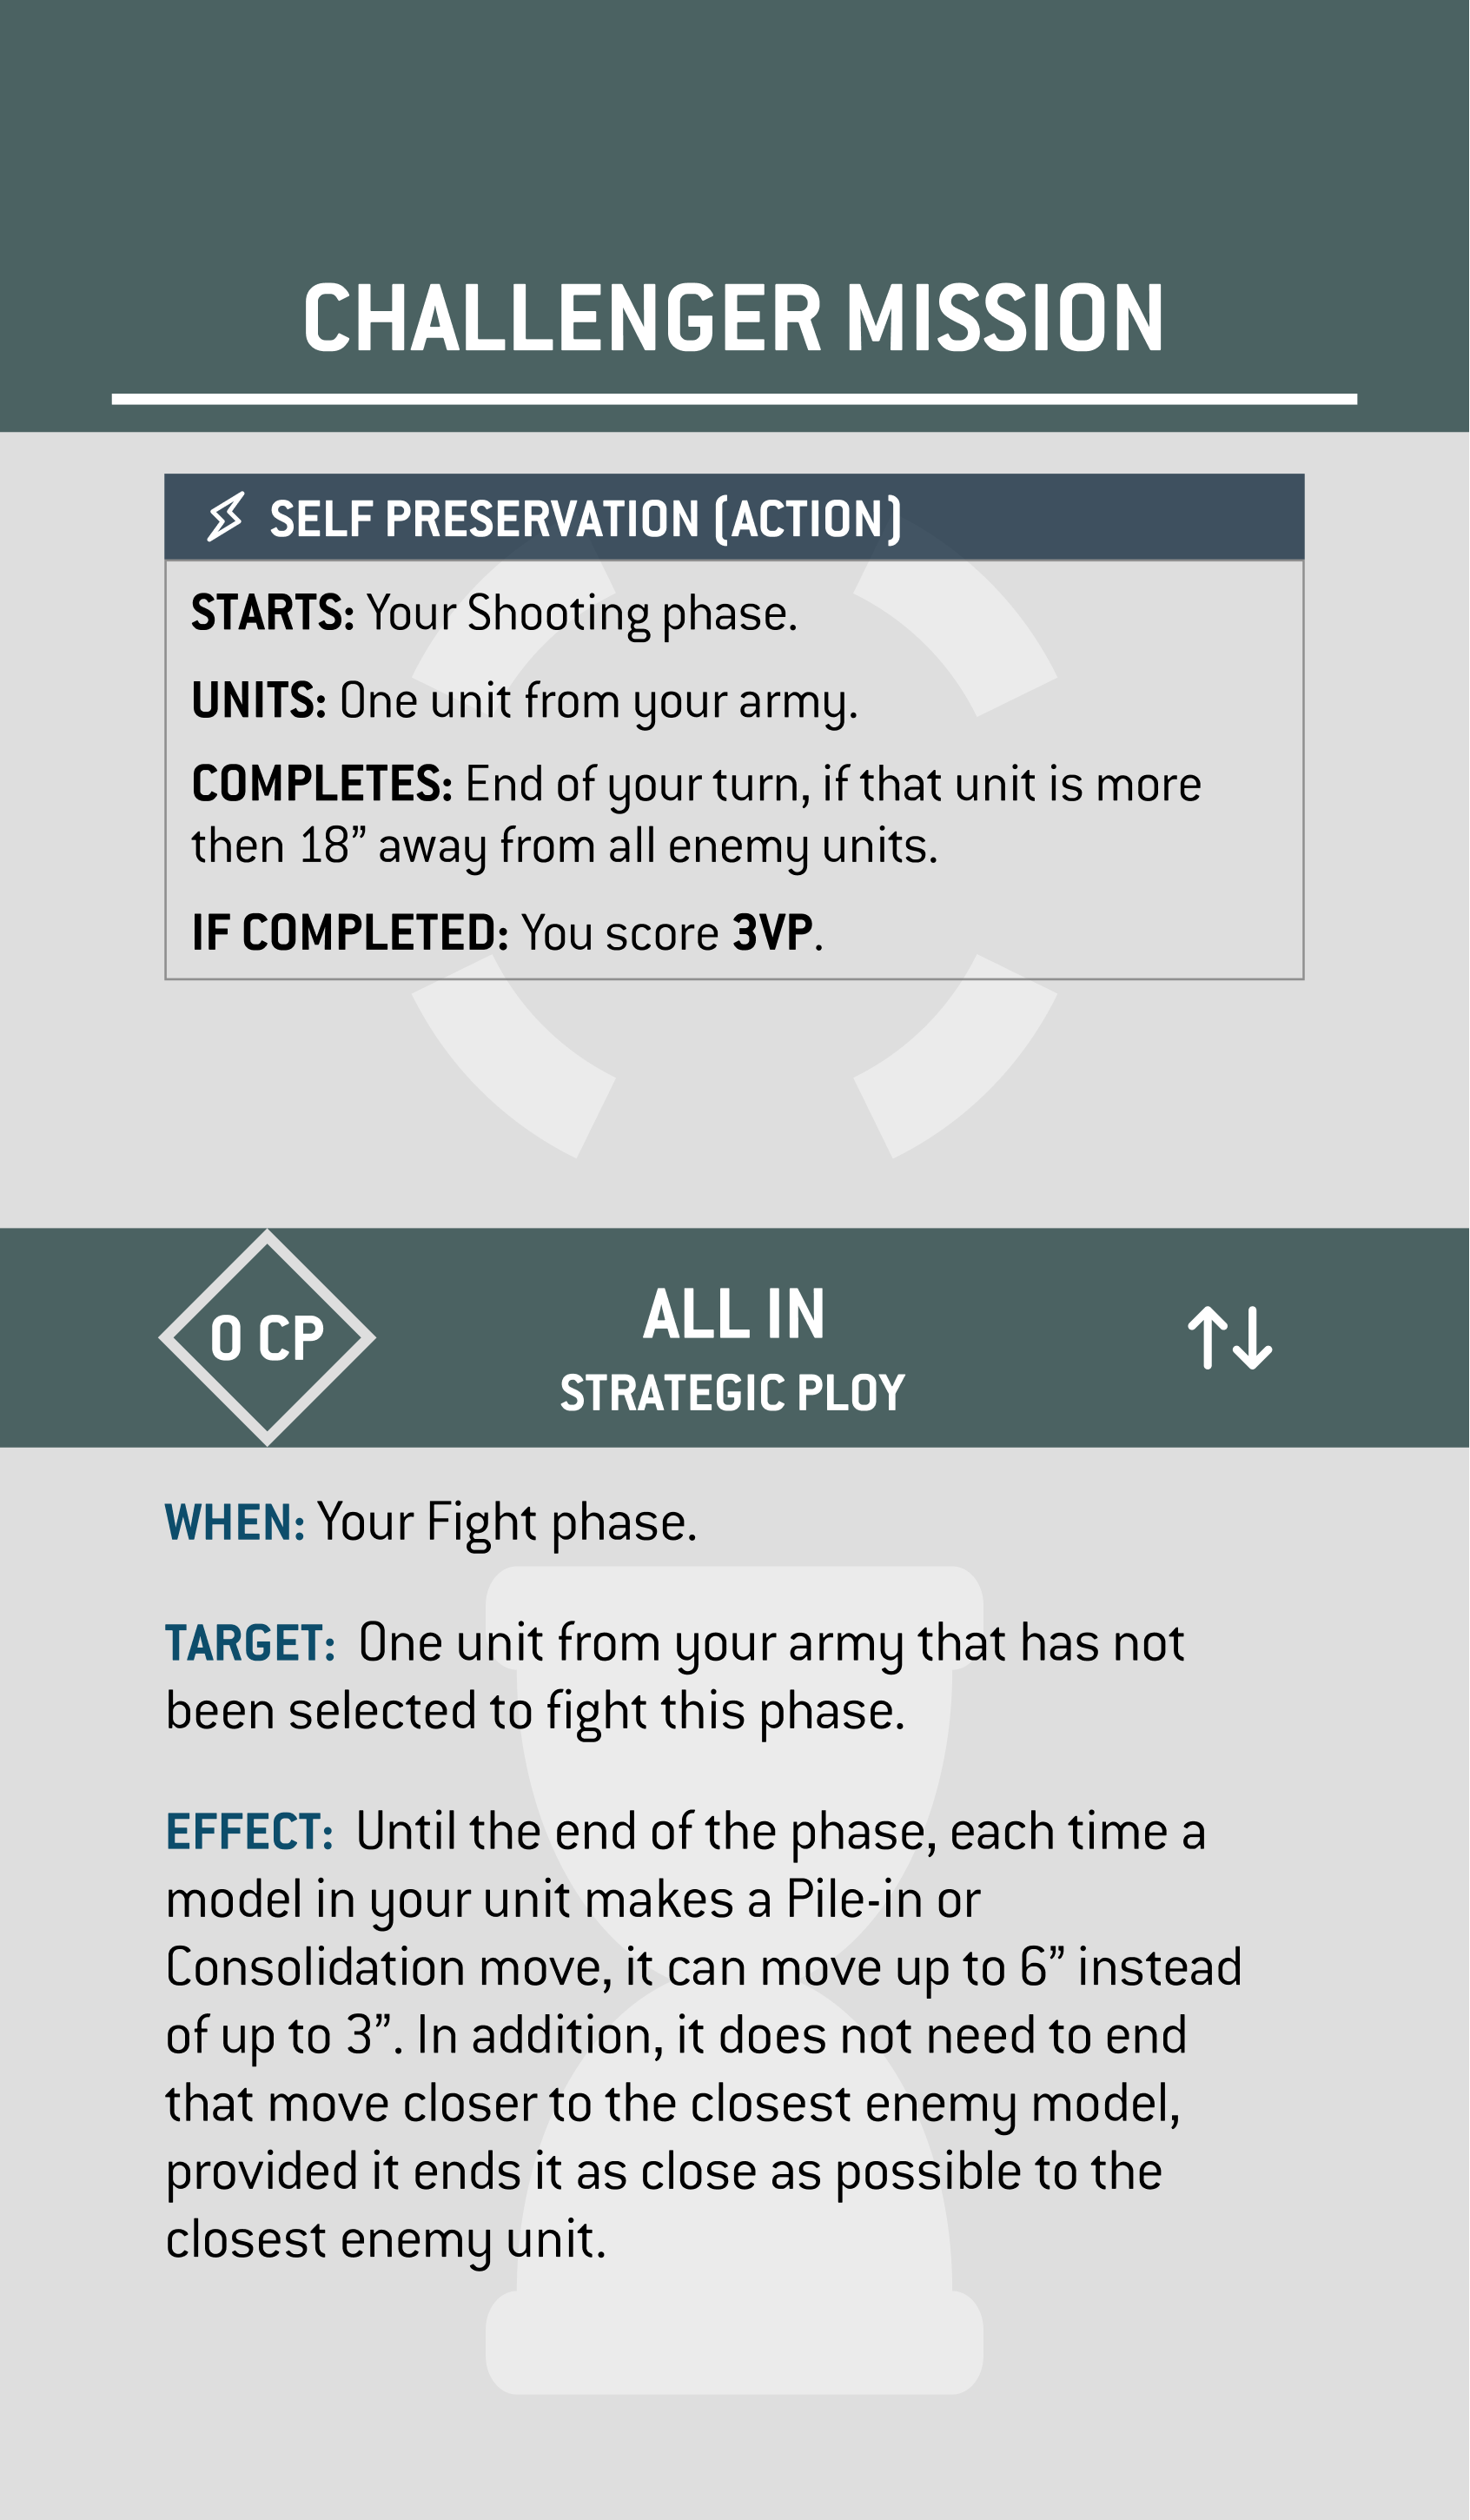 CHALLENGER MISSION
SELF PRESERVATION (ACTION)
STARTS: Your Shooting phase.
UNITS: One unit from your army.
COMPLETES: End of your turn, if that unit is more
then 18” away from all enemy units.
IF COMPLETED: You score 3VP.
0 CP
ALL IN
STRATEGIC PLOY
WHEN: Your Fight phase.
TARGET: One unit from your army that has not
been selected to fight this phase.
EFFECT: Until the end of the phase, each time a
model in your unit makes a Pile-in or
Consolidation move, it can move up to 6” instead
of up to 3”. In addition, it does not need to end
that move closer to the closest enemy model,
provided it ends it as close as possible to the
closest enemy unit.